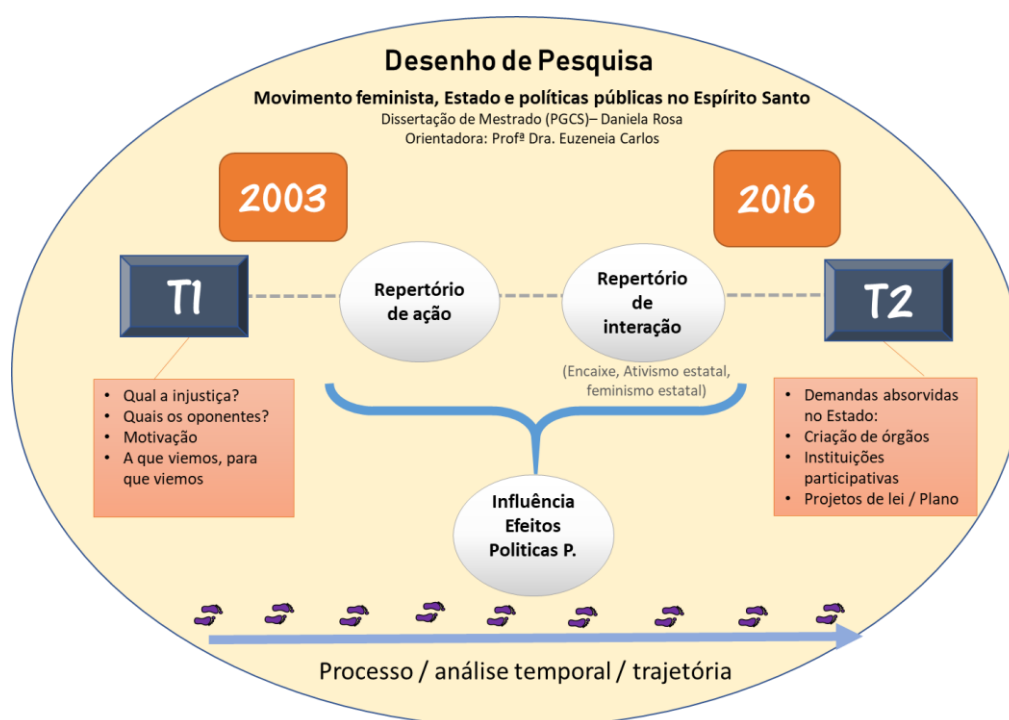 Desenho de Pesquisa
Movimento feminista, Estado e políticas públicas no Espírito Santo
Dissertação de Mestrado (PGCS)– Daniela Rosa
Orientadora: Profª Dra. Euzeneia Carlos
2003
2016
T1
Repertório
de ação
Repertório
de
interação
T2
(Encaixe, Ativismo estatal,
feminismo estatal)
• Qual a injustiça?
• Quais os oponentes?
• Motivação
• A que viemos, para
que viemos
• Demandas absorvidas
no Estado:
• Criação de órgãos
• Instituições
participativas
• Projetos de lei / Plano
Influência
Efeitos
Politicas P.
Processo / análise temporal / trajetória